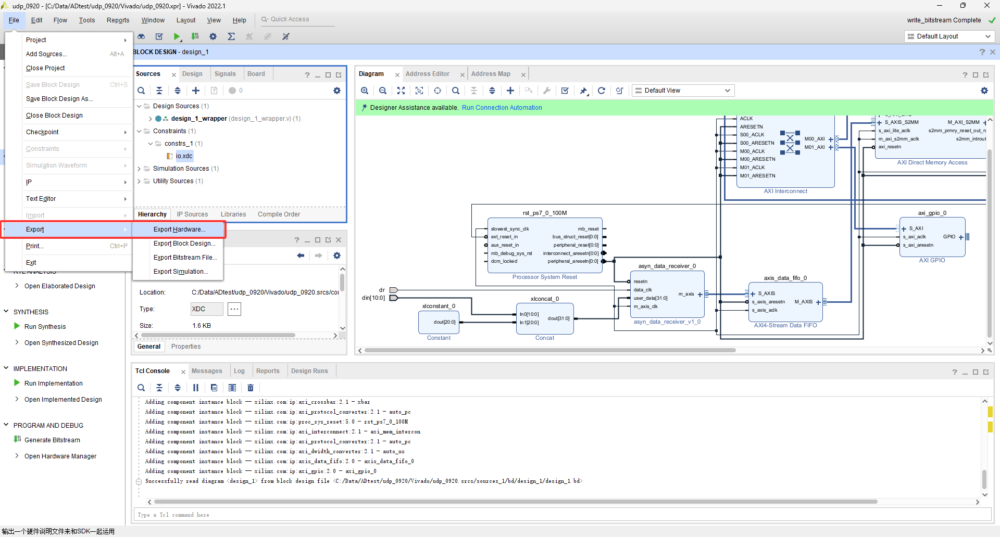 udp_0920 - [C:/Data/ADtest/udp_0920/Vivado/udp_0920.xpr] - Vivado 2022.1
File Edit Flow Tools Reports Window Layout View Help Quick Access
write_bitstream Complete
Default Layout
Project
Add Sources... Alt+A
Close Project
Save Block Design Ctrl+S
Save Block Design As...
Close Block Design
Checkpoint
Constraints
Simulation Waveform
IP
Text Editor
Import
Export
Print... Ctrl+P
Exit
Export Hardware...
Export Block Design...
Export Bitstream File...
Export Simulation...
RTL ANALYSIS
Open Elaborated Design
SYNTHESIS
Run Synthesis
Open Synthesized Design
IMPLEMENTATION
Run Implementation
Open Implemented Design
PROGRAM AND DEBUG
Generate Bitstream
Open Hardware Manager
BLOCK DESIGN - design_1
Sources Design Signals Board
0
Design Sources (1)
design_1_wrapper (design_1_wrapper.v) (1)
Constraints (1)
constrs_1 (1)
io.xdc
Simulation Sources (1)
Utility Sources (1)
Hierarchy IP Sources Libraries Compile Order
Location: C:/Data/ADtest/udp_0920/Vivado/udp_0920.srcs/co
Type: XDC
Size: 1.6 KB
General Properties
Diagram Address Editor Address Map
Default View
Designer Assistance available. Run Connection Automation
ACLK
ARESETN
S00_ACLK
S00_ARESETN
M00_ACLK
M00_ARESETN
M01_ACLK
M01_ARESETN
M00_AXI
M01_AXI
AXI Interconnect
S_AXIS_S2MM
s_axi_lite_aclk
m_axi_s2mm_aclk
axi_resetn
M_AXI_S2MM
s2mm_prmry_reset_out_n
s2mm_introut
AXI Direct Memory Access
rst_ps7_0_100M
slowest_sync_clk
ext_reset_in
aux_reset_in
mb_debug_sys_rst
dcm_locked
mb_reset
bus_struct_reset[0:0]
peripheral_reset[0:0]
interconnect_aresetn[0:0]
peripheral_aresetn[0:0]
Processor System Reset
axi_gpio_0
S_AXI
s_axi_aclk
s_axi_aresetn
GPIO
AXI GPIO
dr
din[10:0]
xlconstant_0
dout[20:0]
Constant
xlconcat_0
In0[10:0]
In1[20:0]
dout[31:0]
Concat
asyn_data_receiver_0
resetn
data_clk
user_data[31:0]
m_axis_clk
m_axis
asyn_data_receiver_v1_0
axis_data_fifo_0
S_AXIS
s_axis_aresetn
s_axis_aclk
M_AXIS
AXI4-Stream Data FIFO
Tcl Console Messages Log Reports Design Runs
Adding component instance block -- xilinx.com:ip:axi_crossbar:2.1 - xbar
Adding component instance block -- xilinx.com:ip:axi_protocol_converter:2.1 - auto_pc
Adding component instance block -- xilinx.com:ip:proc_sys_reset:5.0 - rst_ps7_0_100M
Adding component instance block -- xilinx.com:ip:axi_interconnect:2.1 - axi_mem_intercon
Adding component instance block -- xilinx.com:ip:axi_protocol_converter:2.1 - auto_pc
Adding component instance block -- xilinx.com:ip:axi_dwidth_converter:2.1 - auto_us
Adding component instance block -- xilinx.com:ip:axis_data_fifo:2.0 - axis_data_fifo_0
Adding component instance block -- xilinx.com:ip:axi_gpio:2.0 - axi_gpio_0
Successfully read diagram <design_1> from block design file <C:/Data/ADtest/udp_0920/Vivado/udp_0920.srcs/sources_1/bd/design_1/design_1.bd>
Type a Tcl command here
输出一个硬件说明文件来和SDK一起运用